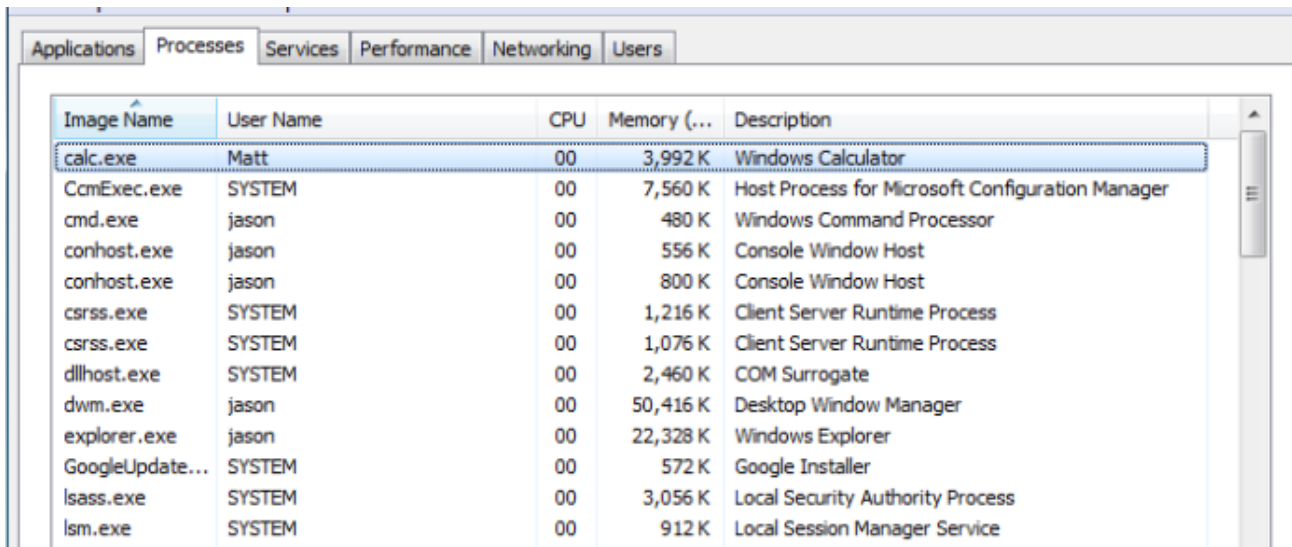 Applications Processes Services Performance Networking Users
Image Name User Name CPU Memory (... Description
calc.exe Matt 00 3,992 K Windows Calculator
CcmExec.exe SYSTEM 00 7,560 K Host Process for Microsoft Configuration Manager
cmd.exe jason 00 480 K Windows Command Processor
conhost.exe jason 00 556 K Console Window Host
conhost.exe jason 00 800 K Console Window Host
csrss.exe SYSTEM 00 1,216 K Client Server Runtime Process
csrss.exe SYSTEM 00 1,076 K Client Server Runtime Process
dllhost.exe SYSTEM 00 2,460 K COM Surrogate
dwm.exe jason 00 50,416 K Desktop Window Manager
explorer.exe jason 00 22,328 K Windows Explorer
GoogleUpdate... SYSTEM 00 572 K Google Installer
lsass.exe SYSTEM 00 3,056 K Local Security Authority Process
lsm.exe SYSTEM 00 912 K Local Session Manager Service